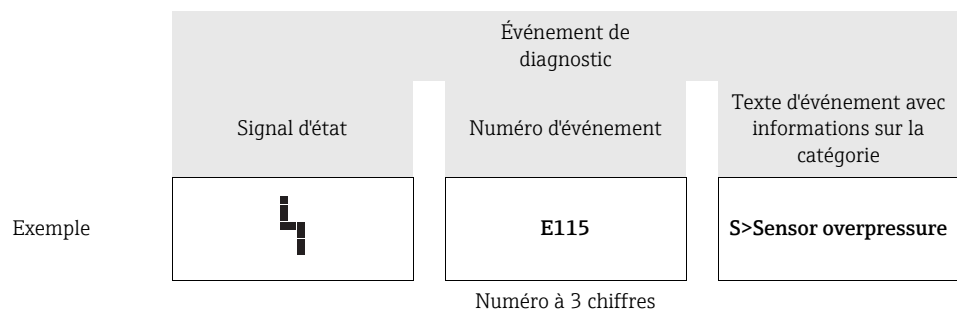 Événement de
diagnostic
Signal d'état
Numéro d'événement
Texte d'événement avec
informations sur la
catégorie
Exemple
E115
S>Sensor overpressure
Numéro à 3 chiffres